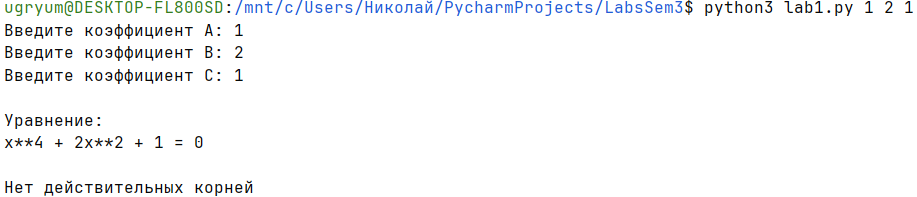 ugryum@DESKTOP-FL800SD:/mnt/c/Users/Николай/PycharmProjects/LabsSem3$ python3 lab1.py 1 2 1
Введите коэффициент A: 1
Введите коэффициент B: 2
Введите коэффициент C: 1
Уравнение:
x**4 + 2x**2 + 1 = 0
Нет действительных корней